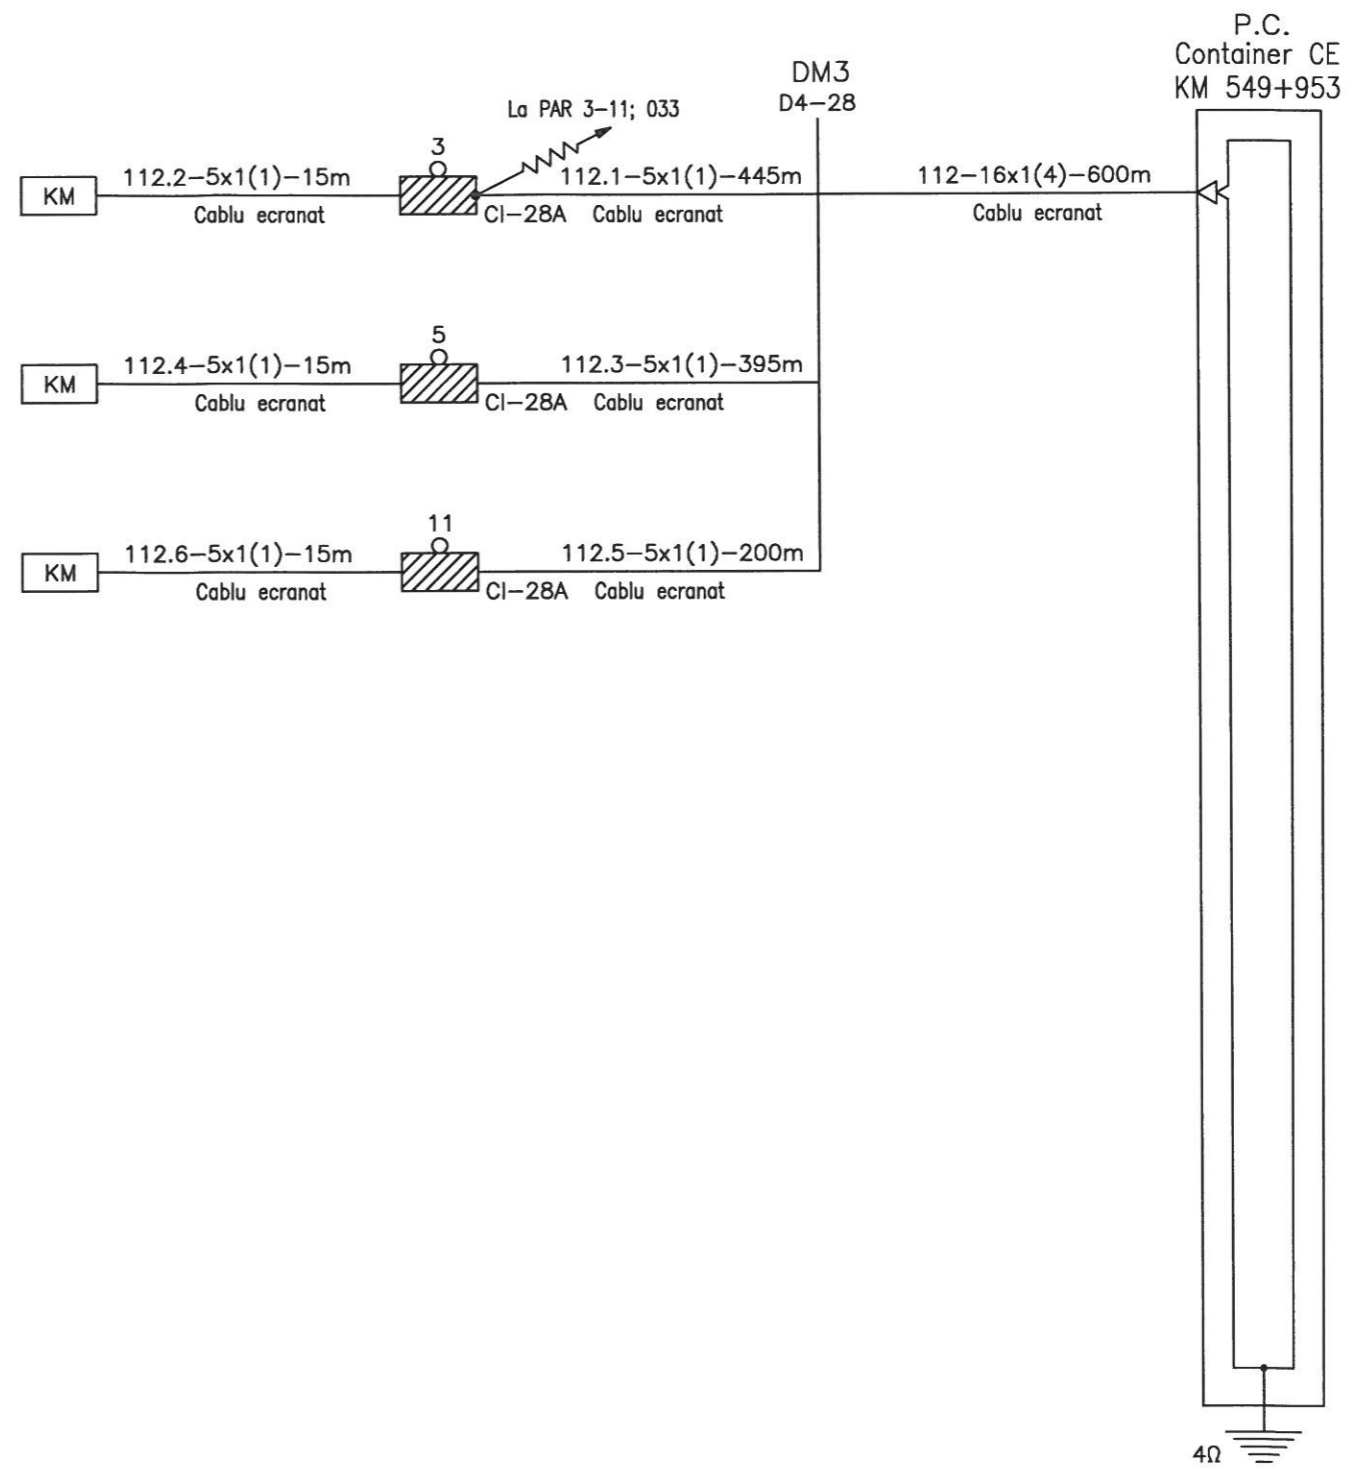 P.C.
Container CE
KM 549+953
DM3
D4-28
La PAR 3-11; 033
3
KM
112.2-5x1(1)-15m
Cablu ecranat
CI-28A
112.1-5x1(1)-445m
Cablu ecranat
112-16x1(4)-600m
Cablu ecranat
5
KM
112.4-5x1(1)-15m
Cablu ecranat
CI-28A
112.3-5x1(1)-395m
Cablu ecranat
11
KM
112.6-5x1(1)-15m
Cablu ecranat
CI-28A
112.5-5x1(1)-200m
Cablu ecranat
4Ω